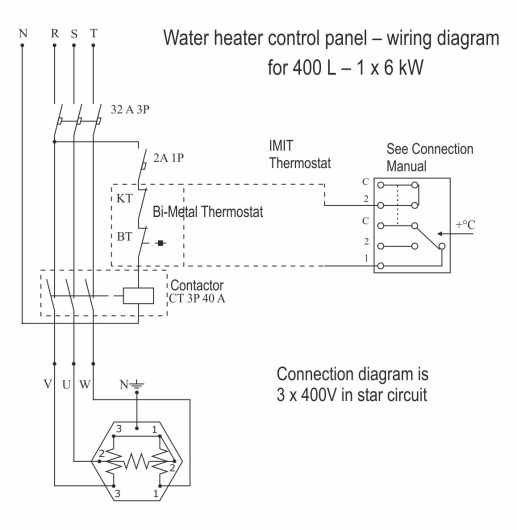 N R S T
Water heater control panel – wiring diagram
for 400 L – 1 x 6 kW
32 A 3P
2A 1P
IMIT
Thermostat
See Connection
Manual
KT
Bi-Metal Thermostat
BT
C
2
C
2
1
+°C
Contactor
CT 3P 40 A
V U W N
Connection diagram is
3 x 400V in star circuit
3 1
2 2
3 1